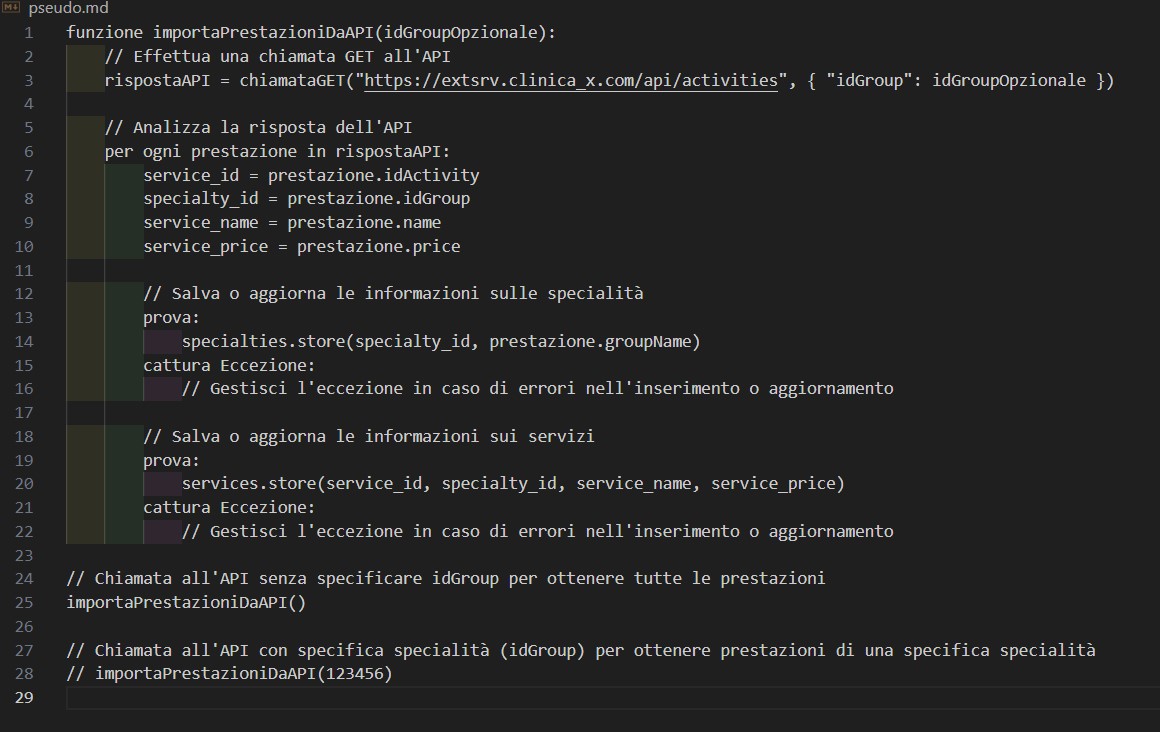 pseudo.md
1 funzione importaPrestazioniDaAPI(idGroupOpzionale):
2 // Effettua una chiamata GET all'API
3 rispostaAPI = chiamataGET("https://extsrv.clinica_x.com/api/activities", { "idGroup": idGroupOpzionale })
4
5 // Analizza la risposta dell'API
6 per ogni prestazione in rispostaAPI:
7 service_id = prestazione.idActivity
8 specialty_id = prestazione.idGroup
9 service_name = prestazione.name
10 service_price = prestazione.price
11
12 // Salva o aggiorna le informazioni sulle specialità
13 prova:
14 specialties.store(specialty_id, prestazione.groupName)
15 cattura Eccezione:
16 // Gestisci l'eccezione in caso di errori nell'inserimento o aggiornamento
17
18 // Salva o aggiorna le informazioni sui servizi
19 prova:
20 services.store(service_id, specialty_id, service_name, service_price)
21 cattura Eccezione:
22 // Gestisci l'eccezione in caso di errori nell'inserimento o aggiornamento
23
24 // Chiamata all'API senza specificare idGroup per ottenere tutte le prestazioni
25 importaPrestazioniDaAPI()
26
27 // Chiamata all'API con specifica specialità (idGroup) per ottenere prestazioni di una specifica specialità
28 // importaPrestazioniDaAPI(123456)
29